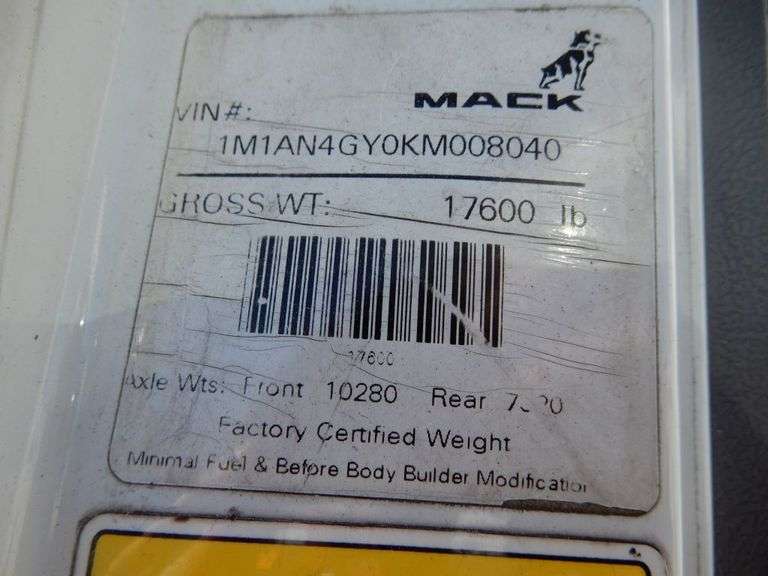 MACK
VIN#:
1M1AN4GY0KM008040
GROSS WT: 17600 lb
17600
Axle Wts: Front 10280 Rear
Factory Certified Weight
Minimal Fuel & Before Body Builder Modification